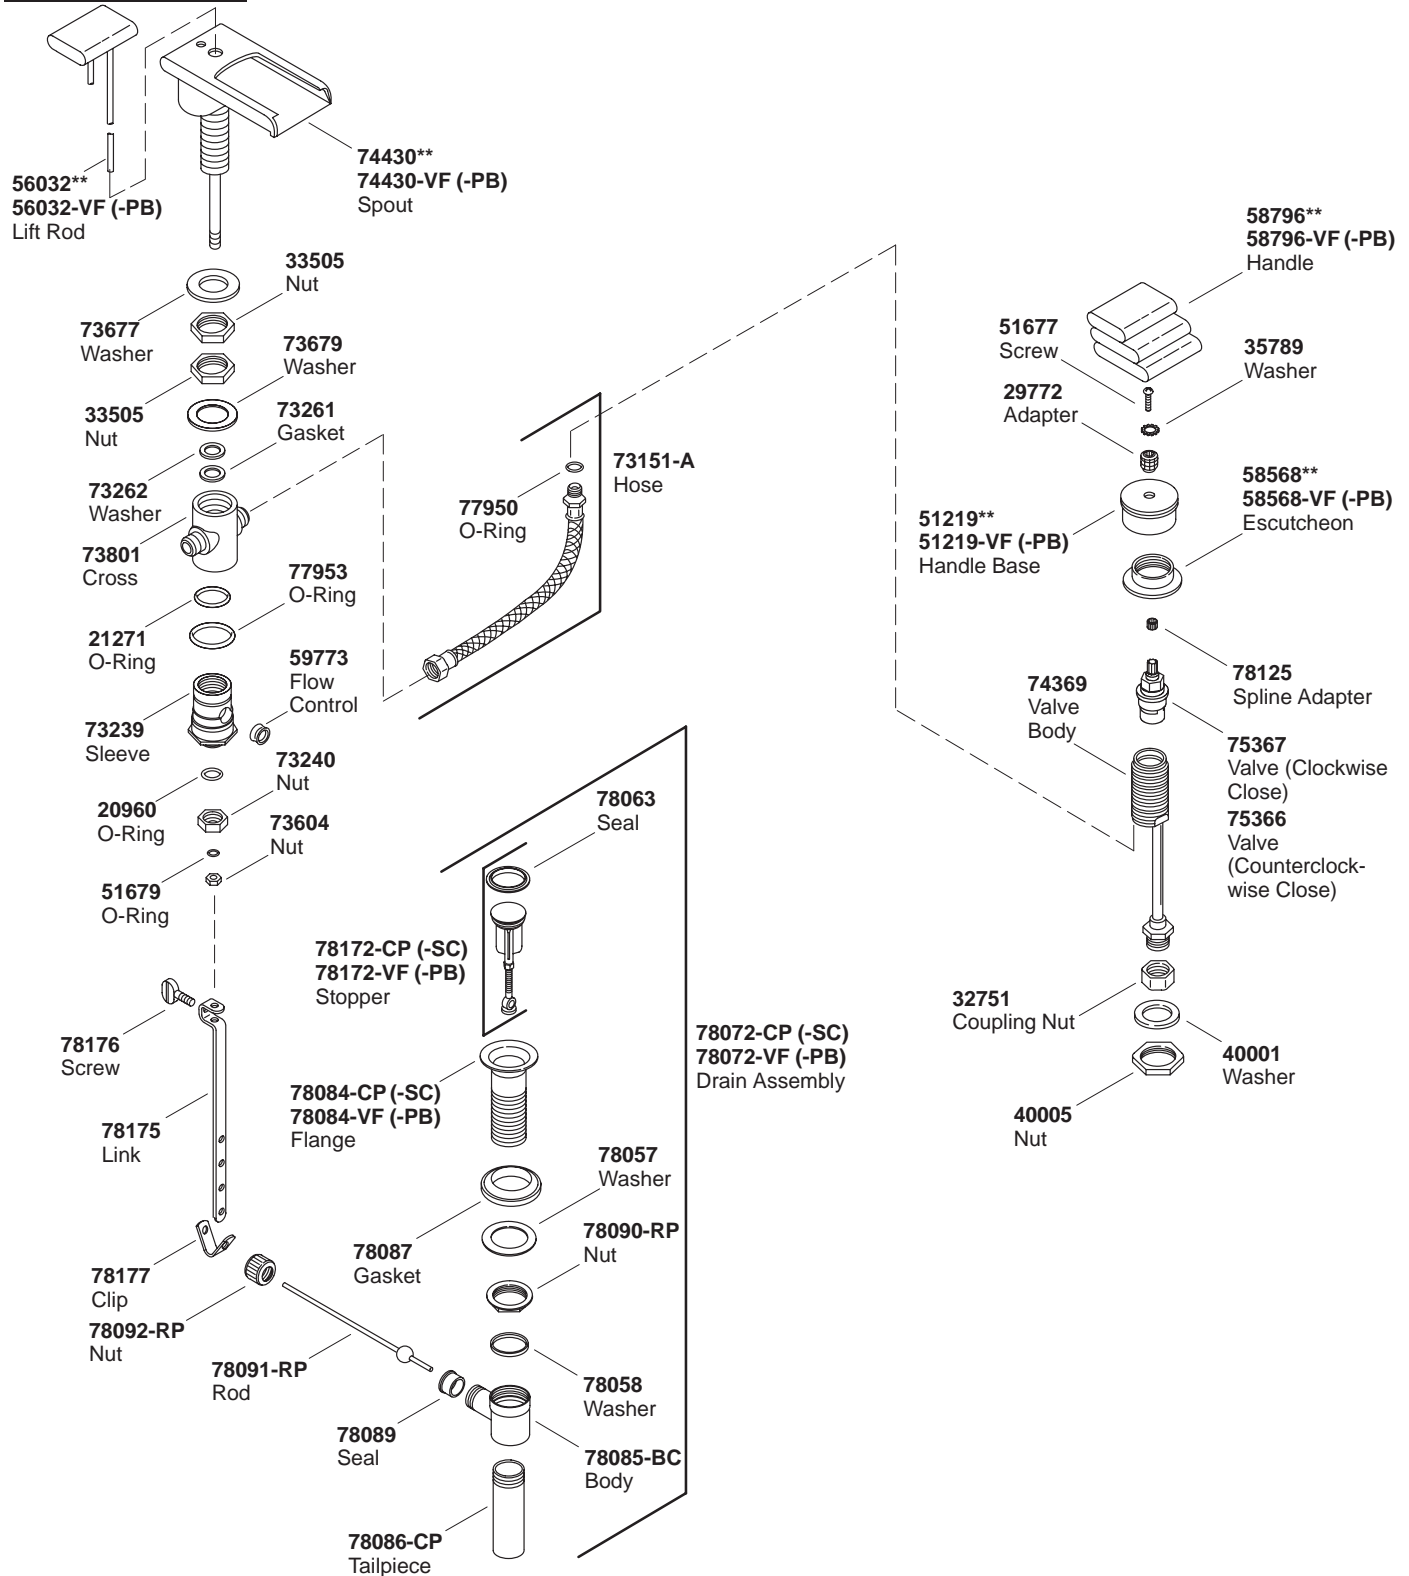 56032**
56032-VF (-PB)
Lift Rod
74430**
74430-VF (-PB)
Spout
33505
Nut
73677
Washer
73679
Washer
33505
Nut
73261
Gasket
73262
Washer
73801
Cross
77953
O-Ring
21271
O-Ring
59773
Flow
Control
73239
Sleeve
73240
Nut
20960
O-Ring
73604
Nut
51679
O-Ring
77950
O-Ring
73151-A
Hose
58796**
58796-VF (-PB)
Handle
51677
Screw
35789
Washer
29772
Adapter
58568**
58568-VF (-PB)
Escutcheon
51219**
51219-VF (-PB)
Handle Base
78125
Spline Adapter
74369
Valve
Body
75367
Valve (Clockwise
Close)
75366
Valve
(Counterclock-
wise Close)
32751
Coupling Nut
40001
Washer
40005
Nut
78063
Seal
78172-CP (-SC)
78172-VF (-PB)
Stopper
78072-CP (-SC)
78072-VF (-PB)
Drain Assembly
78084-CP (-SC)
78084-VF (-PB)
Flange
78176
Screw
78175
Link
78057
Washer
78087
Gasket
78090-RP
Nut
78177
Clip
78092-RP
Nut
78091-RP
Rod
78058
Washer
78089
Seal
78085-BC
Body
78086-CP
Tailpiece